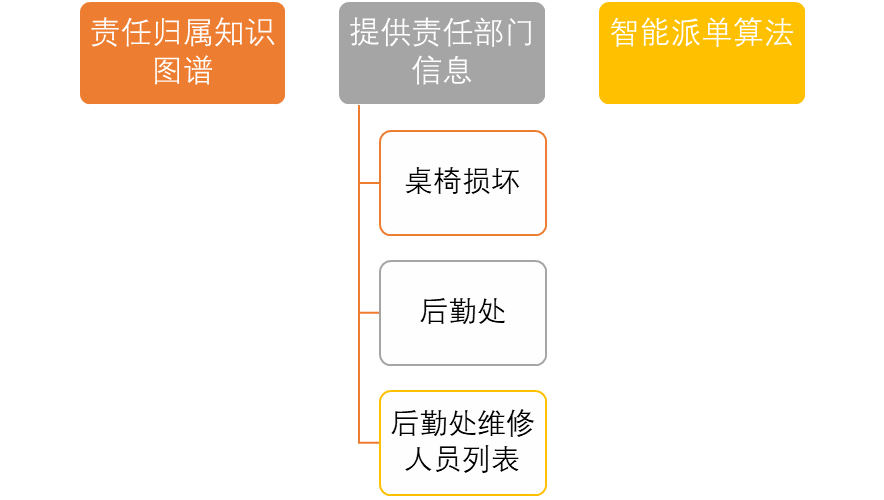 责任归属知识
图谱
提供责任部门
信息
智能派单算法
桌椅损坏
后勤处
后勤处维修
人员列表